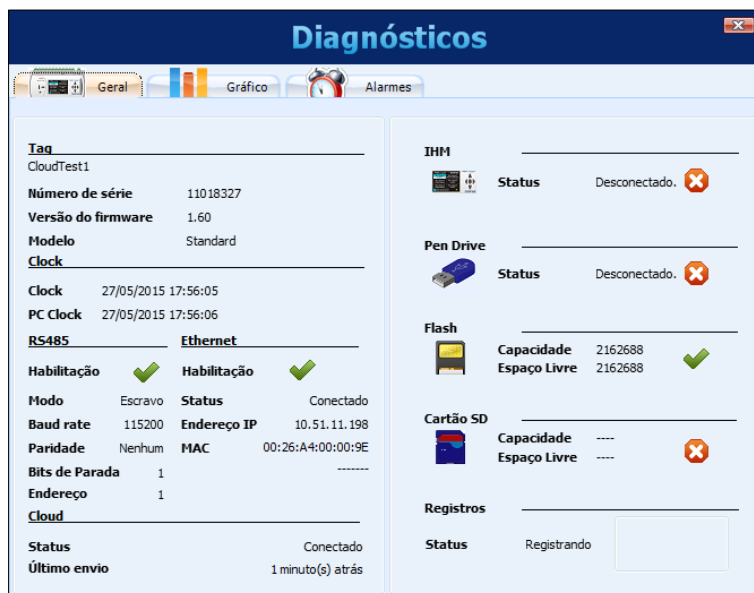 Diagnósticos
Geral Gráfico Alarmes
Tag
CloudTest1
Número de série 11018327
Versão do firmware 1.60
Modelo Standard
Clock
Clock 27/05/2015 17:56:05
PC Clock 27/05/2015 17:56:06
RS485 Ethernet
Habilitação Habilitação
Modo Escravo Status Conectado
Baud rate 115200 Endereço IP 10.51.11.198
Paridade Nenhum MAC 00:26:A4:00:00:9E
Bits de Parada 1 -------
Endereço 1
Cloud
Status Conectado
Último envio 1 minuto(s) atrás
IHM
Status Desconectado.
Pen Drive
Status Desconectado.
Flash
Capacidade 2162688
Espaço Livre 2162688
Cartão SD
Capacidade ----
Espaço Livre ----
Registros
Status Registrando